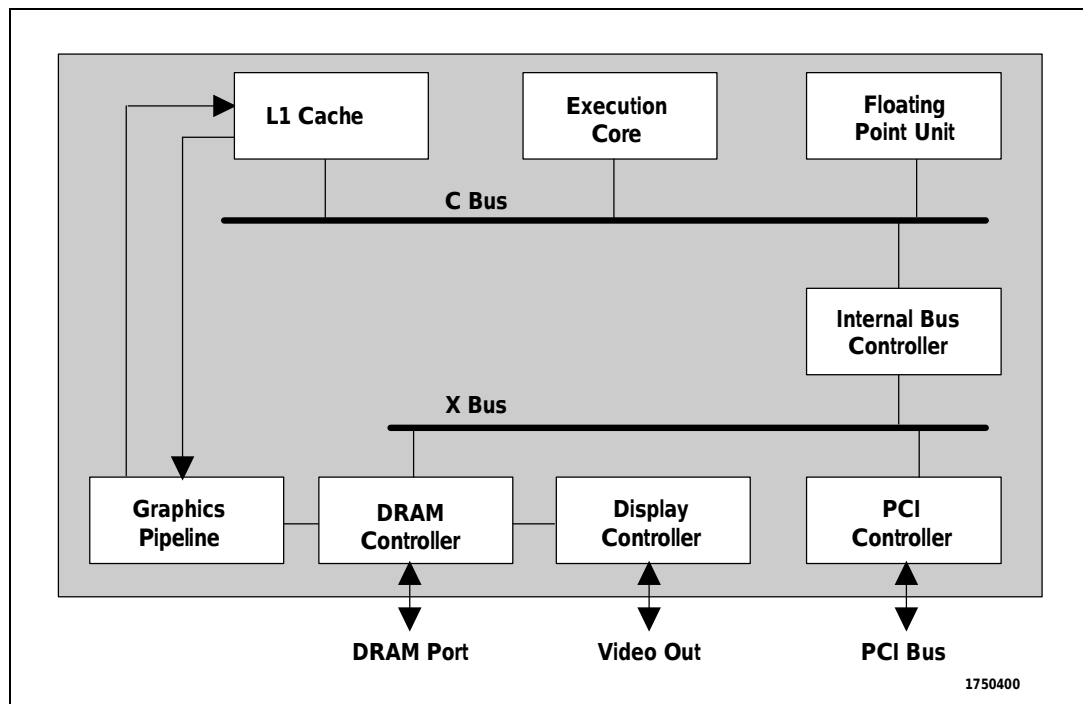 L1 Cache
Execution
Core
Floating
Point Unit
C Bus
Internal Bus
Controller
X Bus
Graphics
Pipeline
DRAM
Controller
Display
Controller
PCI
Controller
DRAM Port
Video Out
PCI Bus
1750400